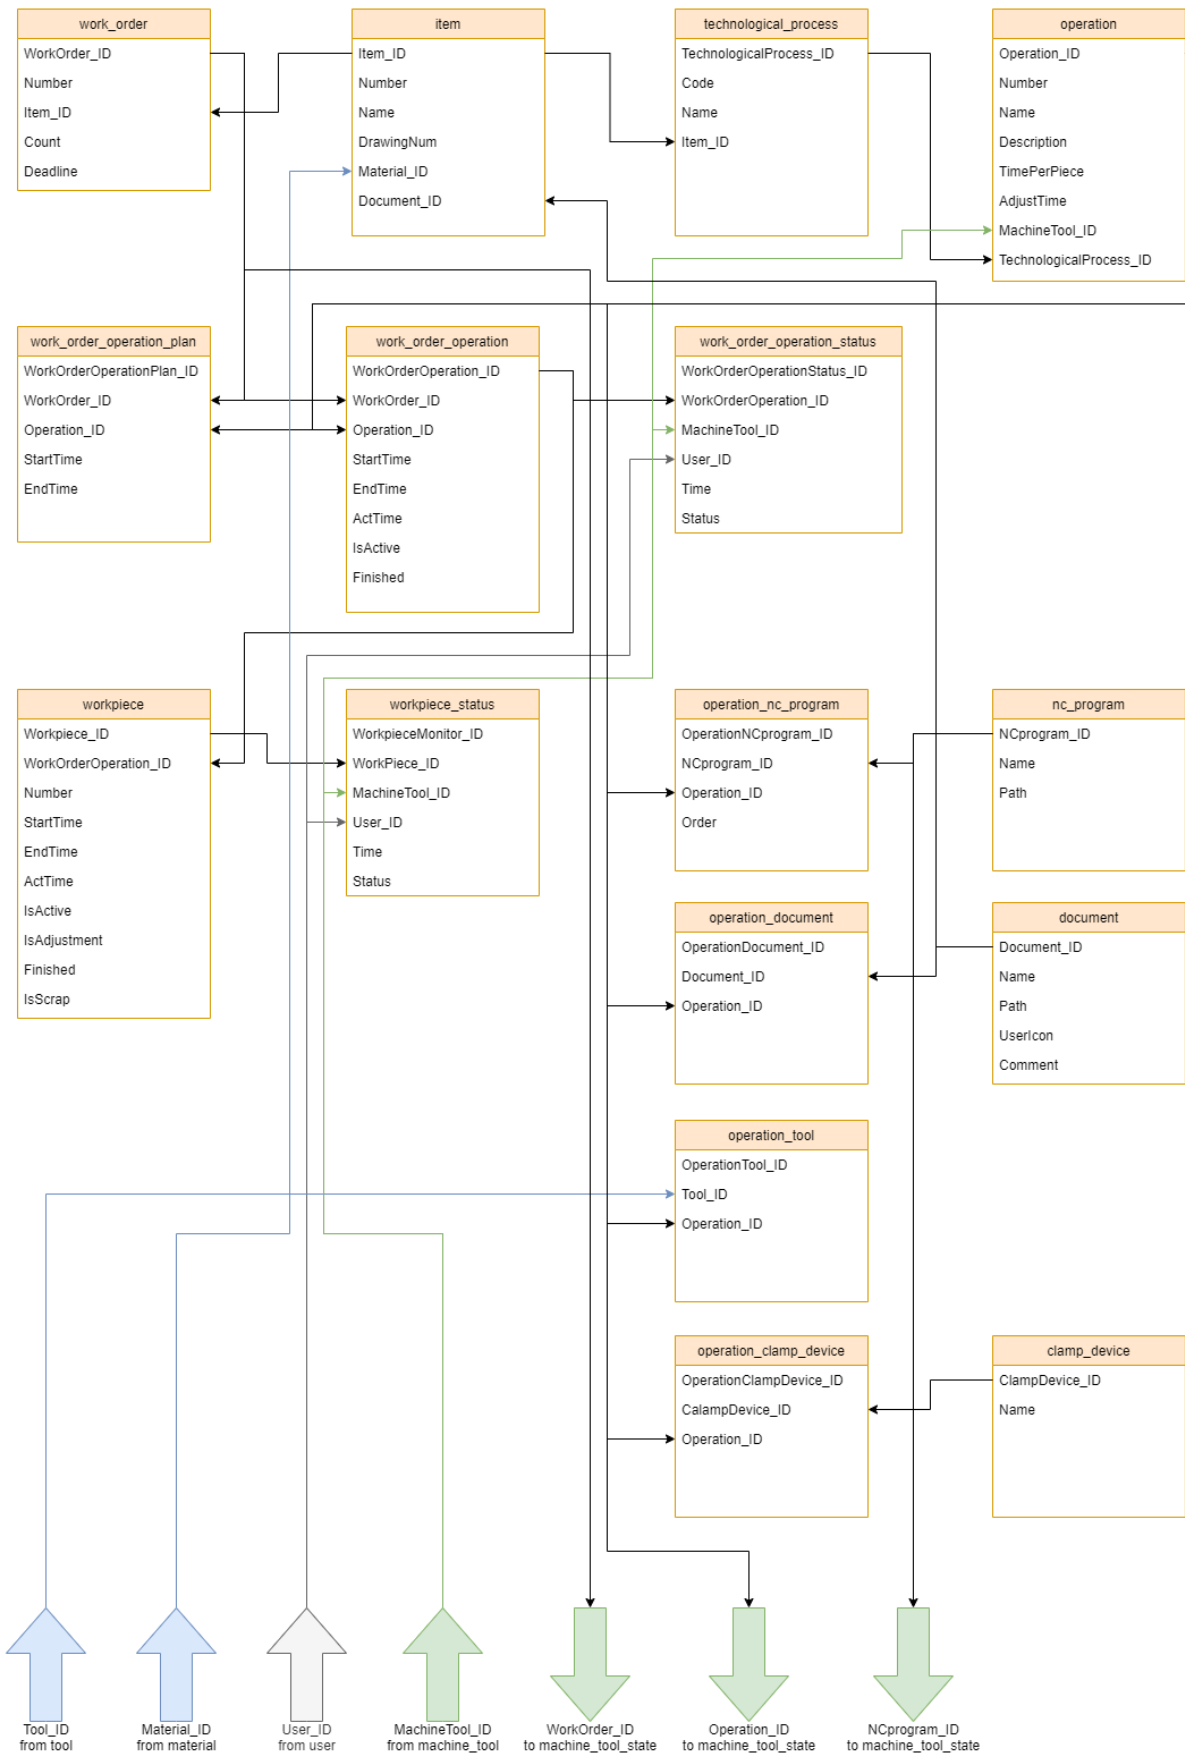 work_order
WorkOrder_ID
Number
Item_ID
Count
Deadline
item
Item_ID
Number
Name
DrawingNum
Material_ID
Document_ID
technological_process
TechnologicalProcess_ID
Code
Name
Item_ID
operation
Operation_ID
Number
Name
Description
TimePerPiece
AdjustTime
MachineTool_ID
TechnologicalProcess_ID
work_order_operation_plan
WorkOrderOperationPlan_ID
WorkOrder_ID
Operation_ID
StartTime
EndTime
work_order_operation
WorkOrderOperation_ID
WorkOrder_ID
Operation_ID
StartTime
EndTime
ActTime
IsActive
Finished
work_order_operation_status
WorkOrderOperationStatus_ID
WorkOrderOperation_ID
MachineTool_ID
User_ID
Time
Status
workpiece
Workpiece_ID
WorkOrderOperation_ID
Number
StartTime
EndTime
ActTime
IsActive
IsAdjustment
Finished
IsScrap
workpiece_status
WorkpieceMonitor_ID
WorkPiece_ID
MachineTool_ID
User_ID
Time
Status
operation_nc_program
OperationNCprogram_ID
NCprogram_ID
Operation_ID
Order
nc_program
NCprogram_ID
Name
Path
operation_document
OperationDocument_ID
Document_ID
Operation_ID
document
Document_ID
Name
Path
UserIcon
Comment
operation_tool
OperationTool_ID
Tool_ID
Operation_ID
operation_clamp_device
OperationClampDevice_ID
CalampDevice_ID
Operation_ID
clamp_device
ClampDevice_ID
Name
Tool_ID
from tool
Material_ID
from material
User_ID
from user
MachineTool_ID
from machine_tool
WorkOrder_ID
to machine_tool_state
Operation_ID
to machine_tool_state
NCprogram_ID
to machine_tool_state